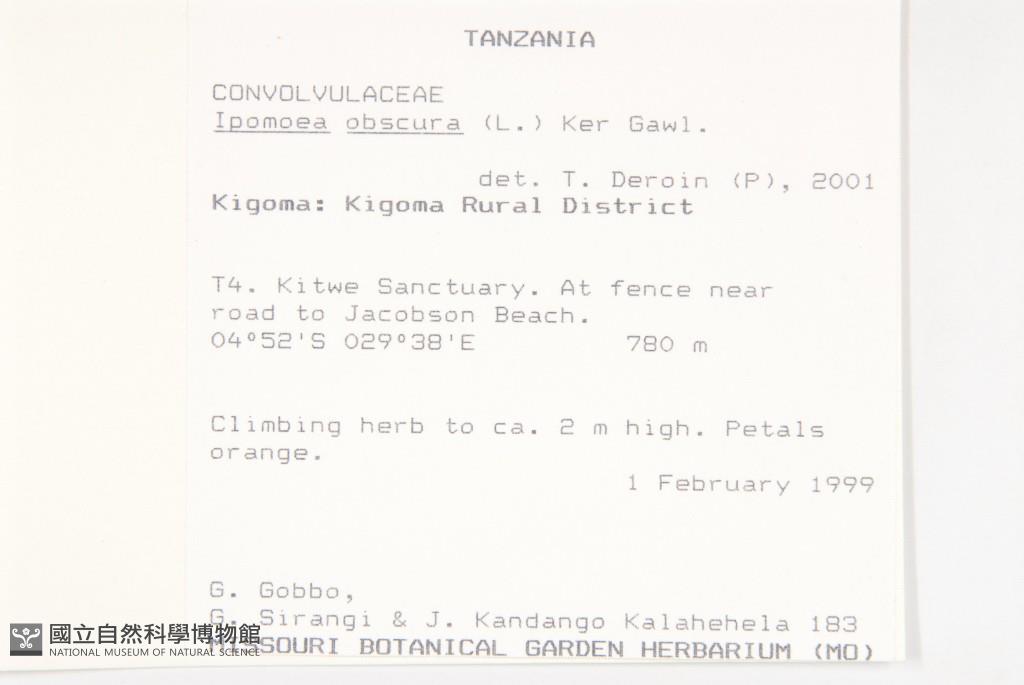 TANZANIA
CONVOLVULACEAE
Ipomoea obscura (L.) Ker Gawl.
det. T. Deroin (P), 2001
Kigoma: Kigoma Rural District
T4. Kitwe Sanctuary. At fence near
road to Jacobson Beach.
04°52'S 029°38'E 780 m
Climbing herb to ca. 2 m high. Petals
orange.
1 February 1999
G. Gobbo,
G. Sirangi & J. Kandango Kalahehela 183
MISSOURI BOTANICAL GARDEN HERBARIUM (MO)
國立自然科學博物館
NATIONAL MUSEUM OF NATURAL SCIENCE